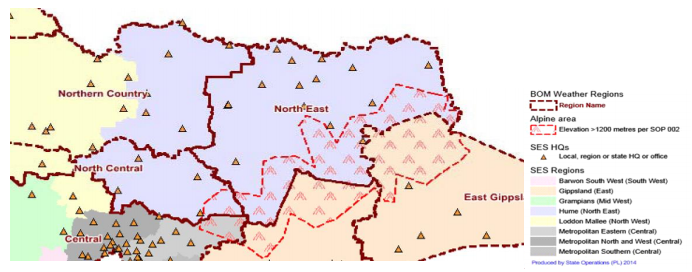 Northern Country
North East
North Central
Central
East Gippsl
BOM Weather Regions
Region Name
Alpine area
Elevation >1200 metres per SOP 002
SES HQs
Local, region or state HQ or office
SES Regions
Barwon South West (South West)
Gippsland (East)
Grampians (Mid West)
Hume (North East)
Loddon Mallee (North West)
Metropolitan Eastern (Central)
Metropolitan North and West (Central)
Metropolitan Southern (Central)
Produced by State Operations (PL) 2014